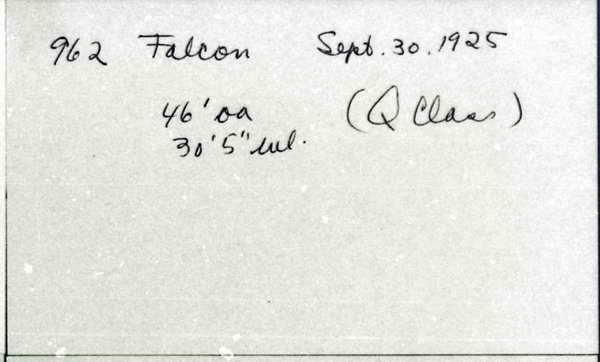 962 Falcon Sept. 30. 1925
46' oa (Q Class)
30' 5" wl.